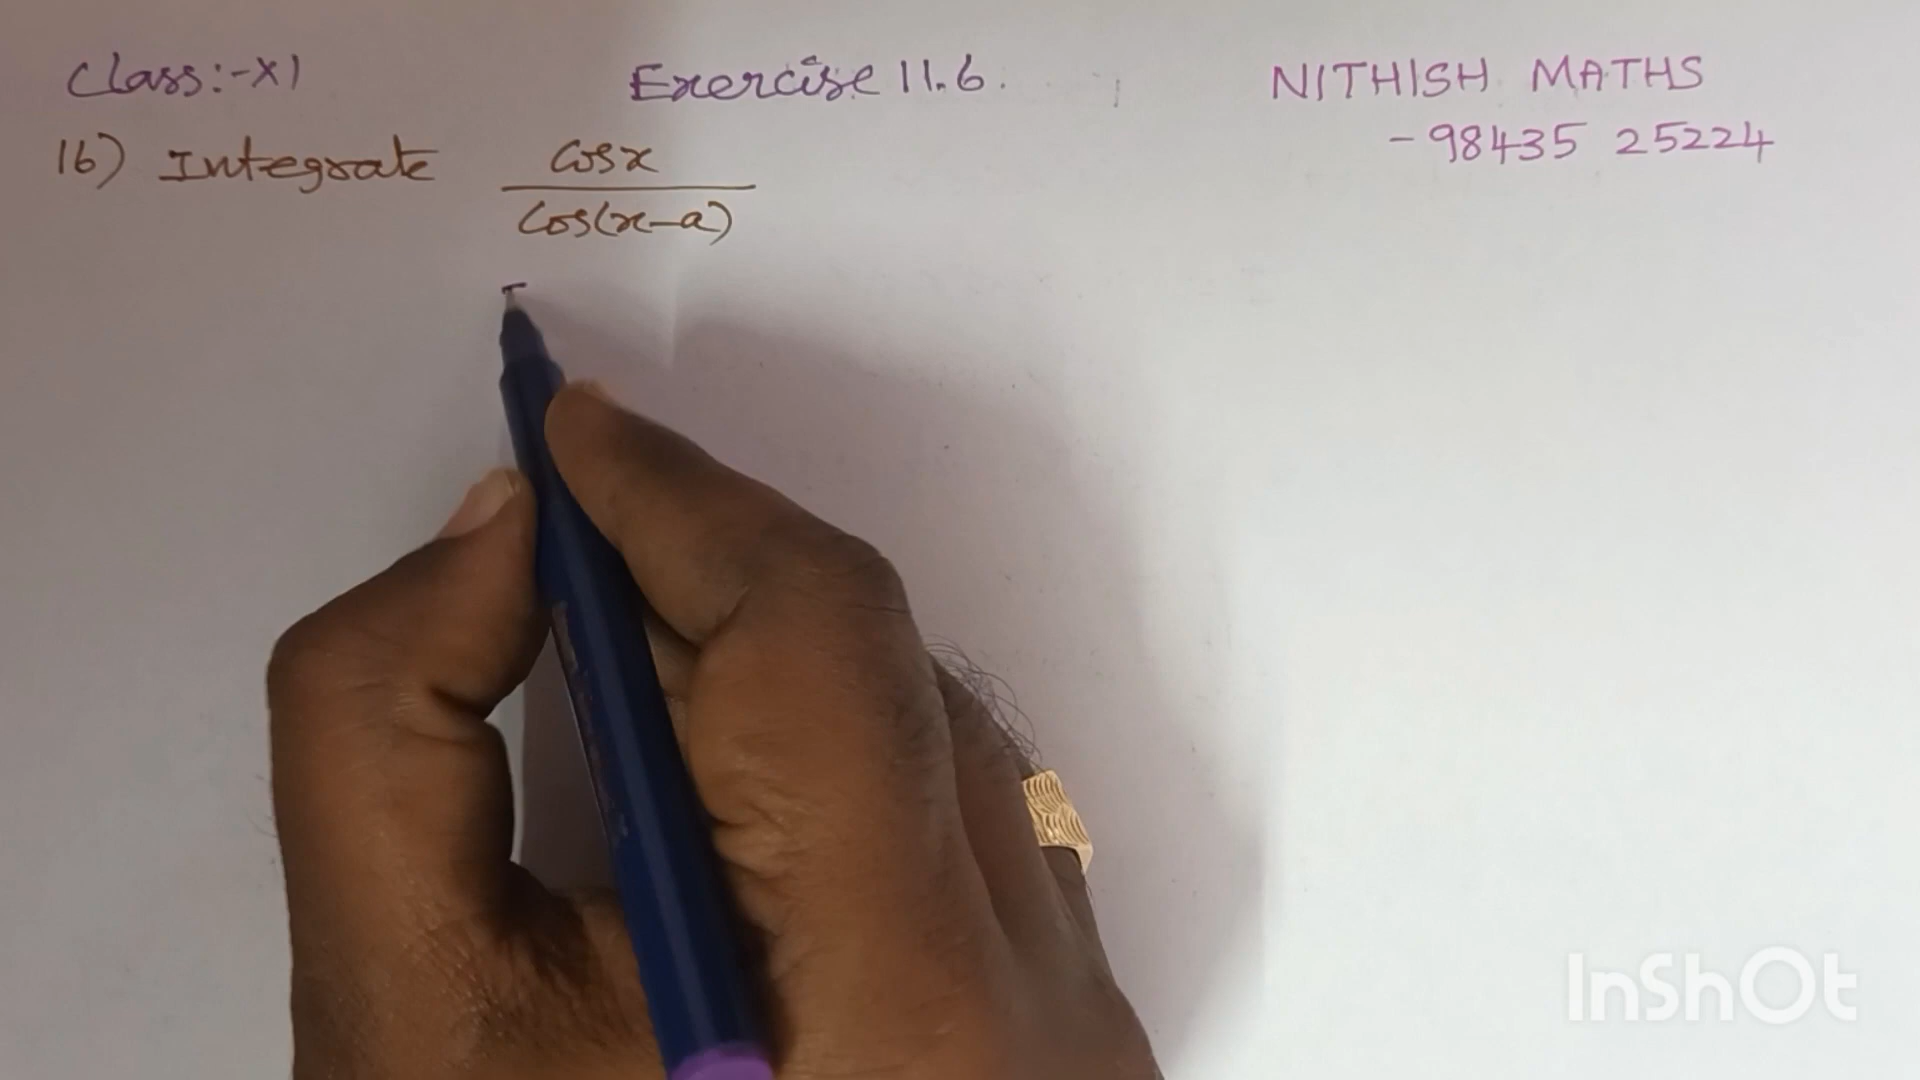 Class:-XI Exercise 11.6. NITHISH MATHS
- 98435 25224
16) Integrate cosx
cos(x-a)
InShOt